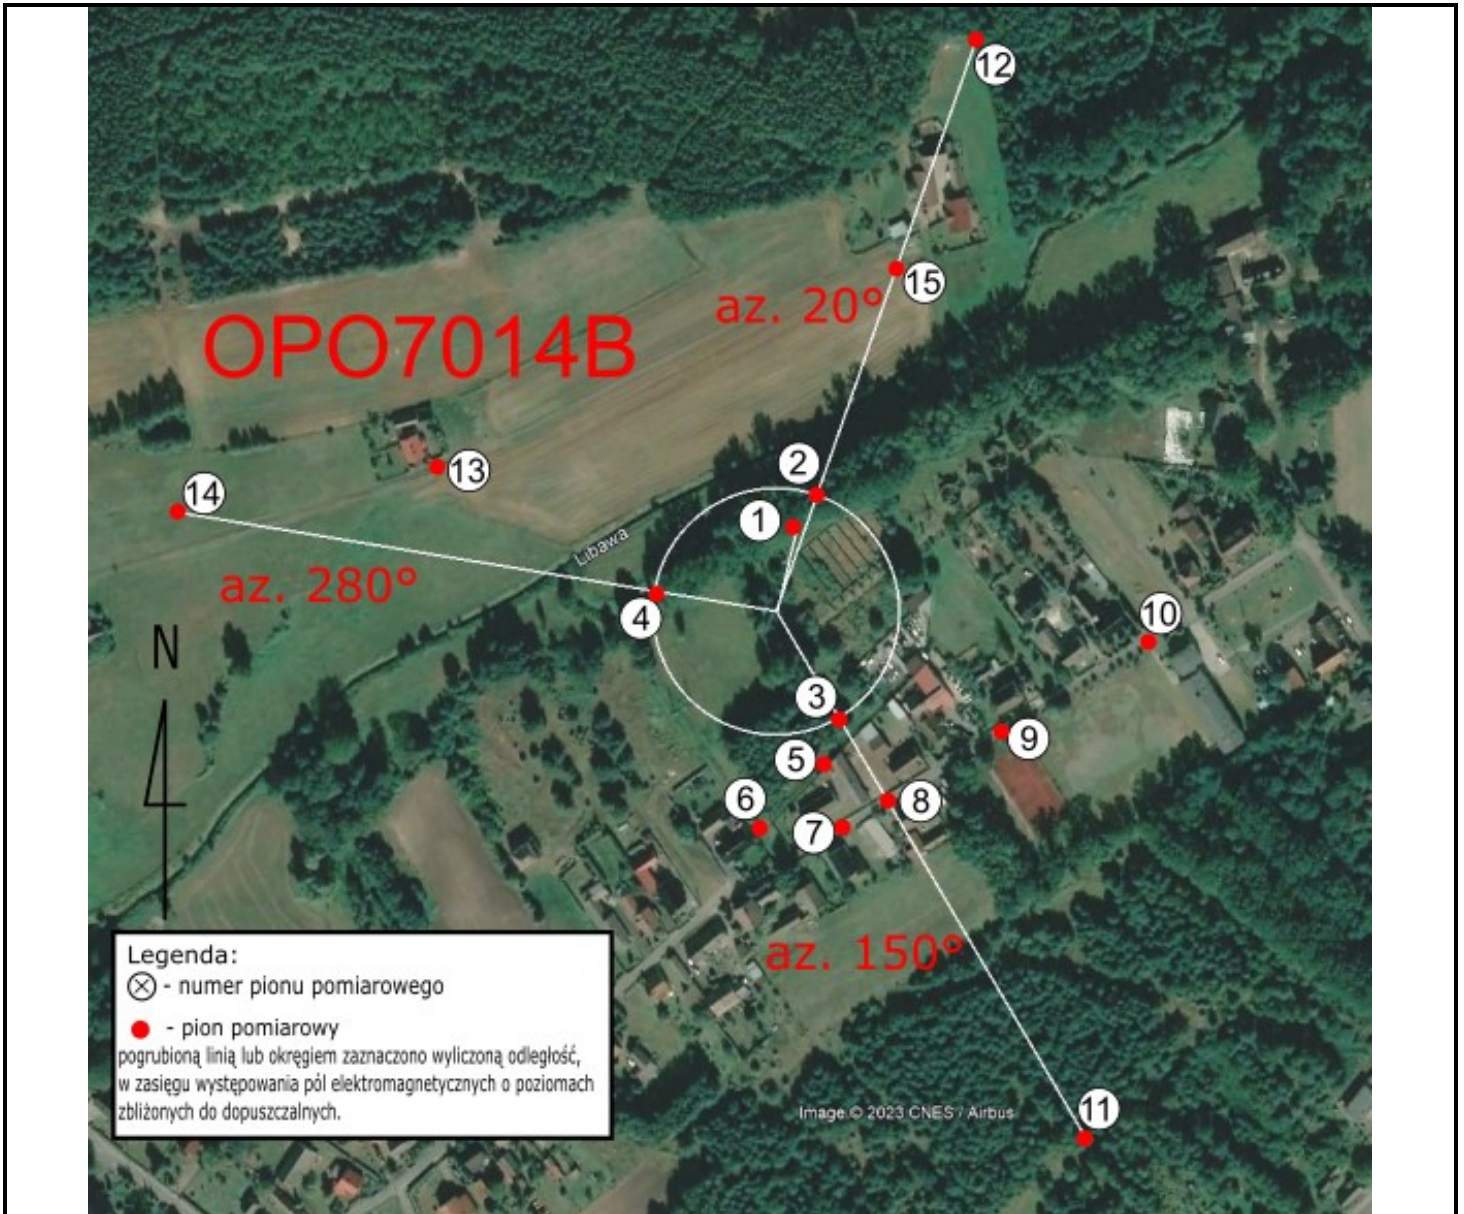 12
15
az. 20°
OPO7014B
13
2
14
1
Libawa
az. 280°
4
10
N
3
9
5
8
6
7
az. 150°
Legenda:
- numer pionu pomiarowego
- pion pomiarowy
pogrubioną linią lub okręgiem zaznaczono wyliczoną odległość,
w zasięgu występowania pól elektromagnetycznych o poziomach
zbliżonych do dopuszczalnych.
Image © 2023 CNES / Airbus
11